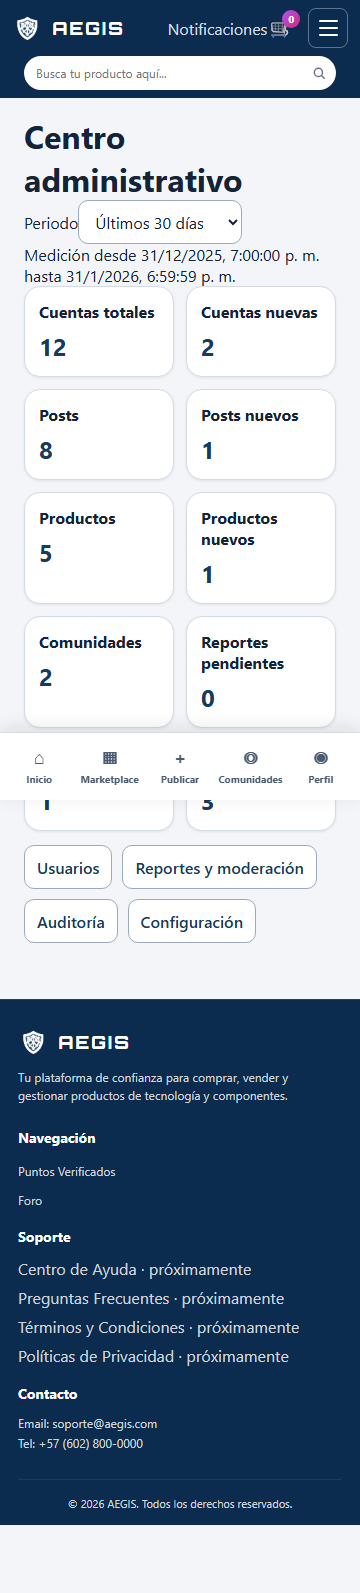 AEGIS
Notificaciones
0
Busca tu producto aquí...
Centro
administrativo
Periodo Últimos 30 días
Medición desde 31/12/2025, 7:00:00 p. m.
hasta 31/1/2026, 6:59:59 p. m.
Cuentas totales
12
Cuentas nuevas
2
Posts
8
Posts nuevos
1
Productos
5
Productos
nuevos
1
Comunidades
2
Reportes
pendientes
0
Inicio
Marketplace
Publicar
Comunidades
Perfil
1
3
Usuarios
Reportes y moderación
Auditoría
Configuración
AEGIS
Tu plataforma de confianza para comprar, vender y
gestionar productos de tecnología y componentes.
Navegación
Puntos Verificados
Foro
Soporte
Centro de Ayuda · próximamente
Preguntas Frecuentes · próximamente
Términos y Condiciones · próximamente
Políticas de Privacidad · próximamente
Contacto
Email: soporte@aegis.com
Tel: +57 (602) 800-0000
© 2026 AEGIS. Todos los derechos reservados.